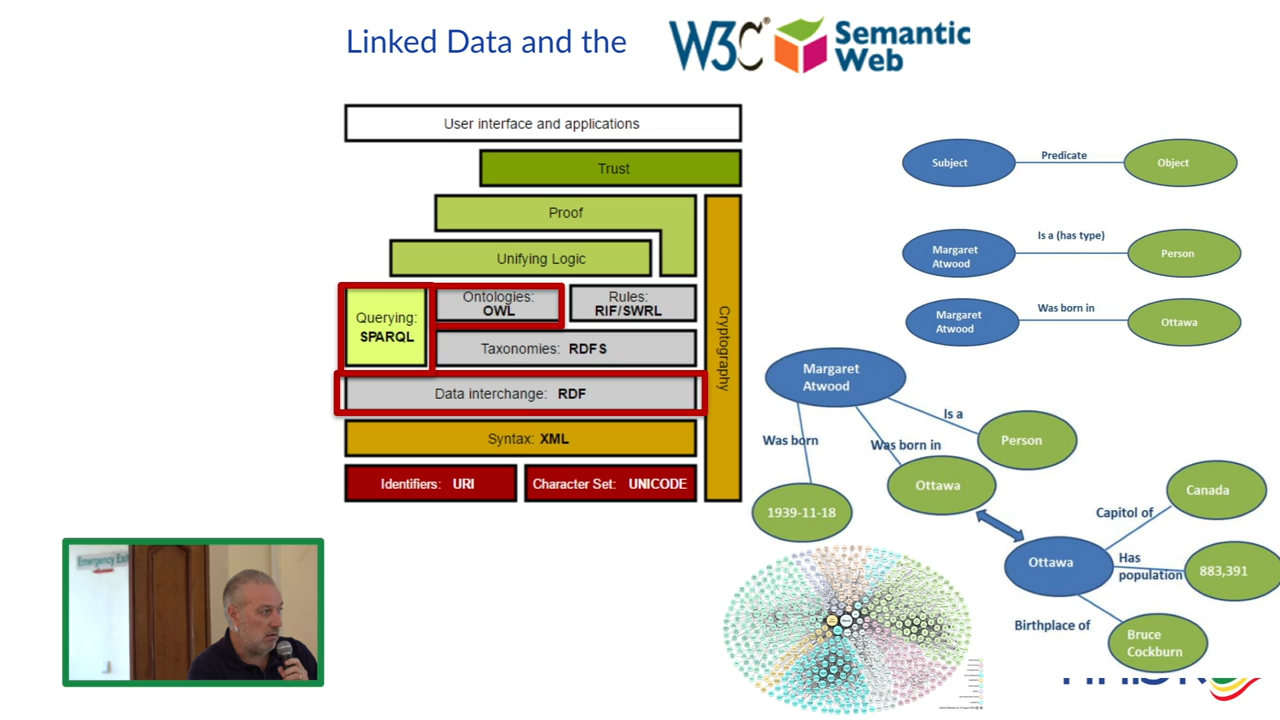 Linked Data and the
W3C® Semantic
Web
User interface and applications
Trust
Proof
Unifying Logic
Querying:
SPARQL
Ontologies:
OWL
Rules:
RIF/SWRL
Taxonomies: RDFS
Data interchange: RDF
Syntax: XML
Identifiers: URI
Character Set: UNICODE
Cryptography
Subject
Predicate
Object
Margaret
Atwood
Is a (has type)
Person
Margaret
Atwood
Was born in
Ottawa
Margaret
Atwood
Is a
Person
Was born
Was born in
Ottawa
1939-11-18
Canada
Capitol of
Ottawa
Has
population
883,391
Birthplace of
Bruce
Cockburn
Emergency Exit